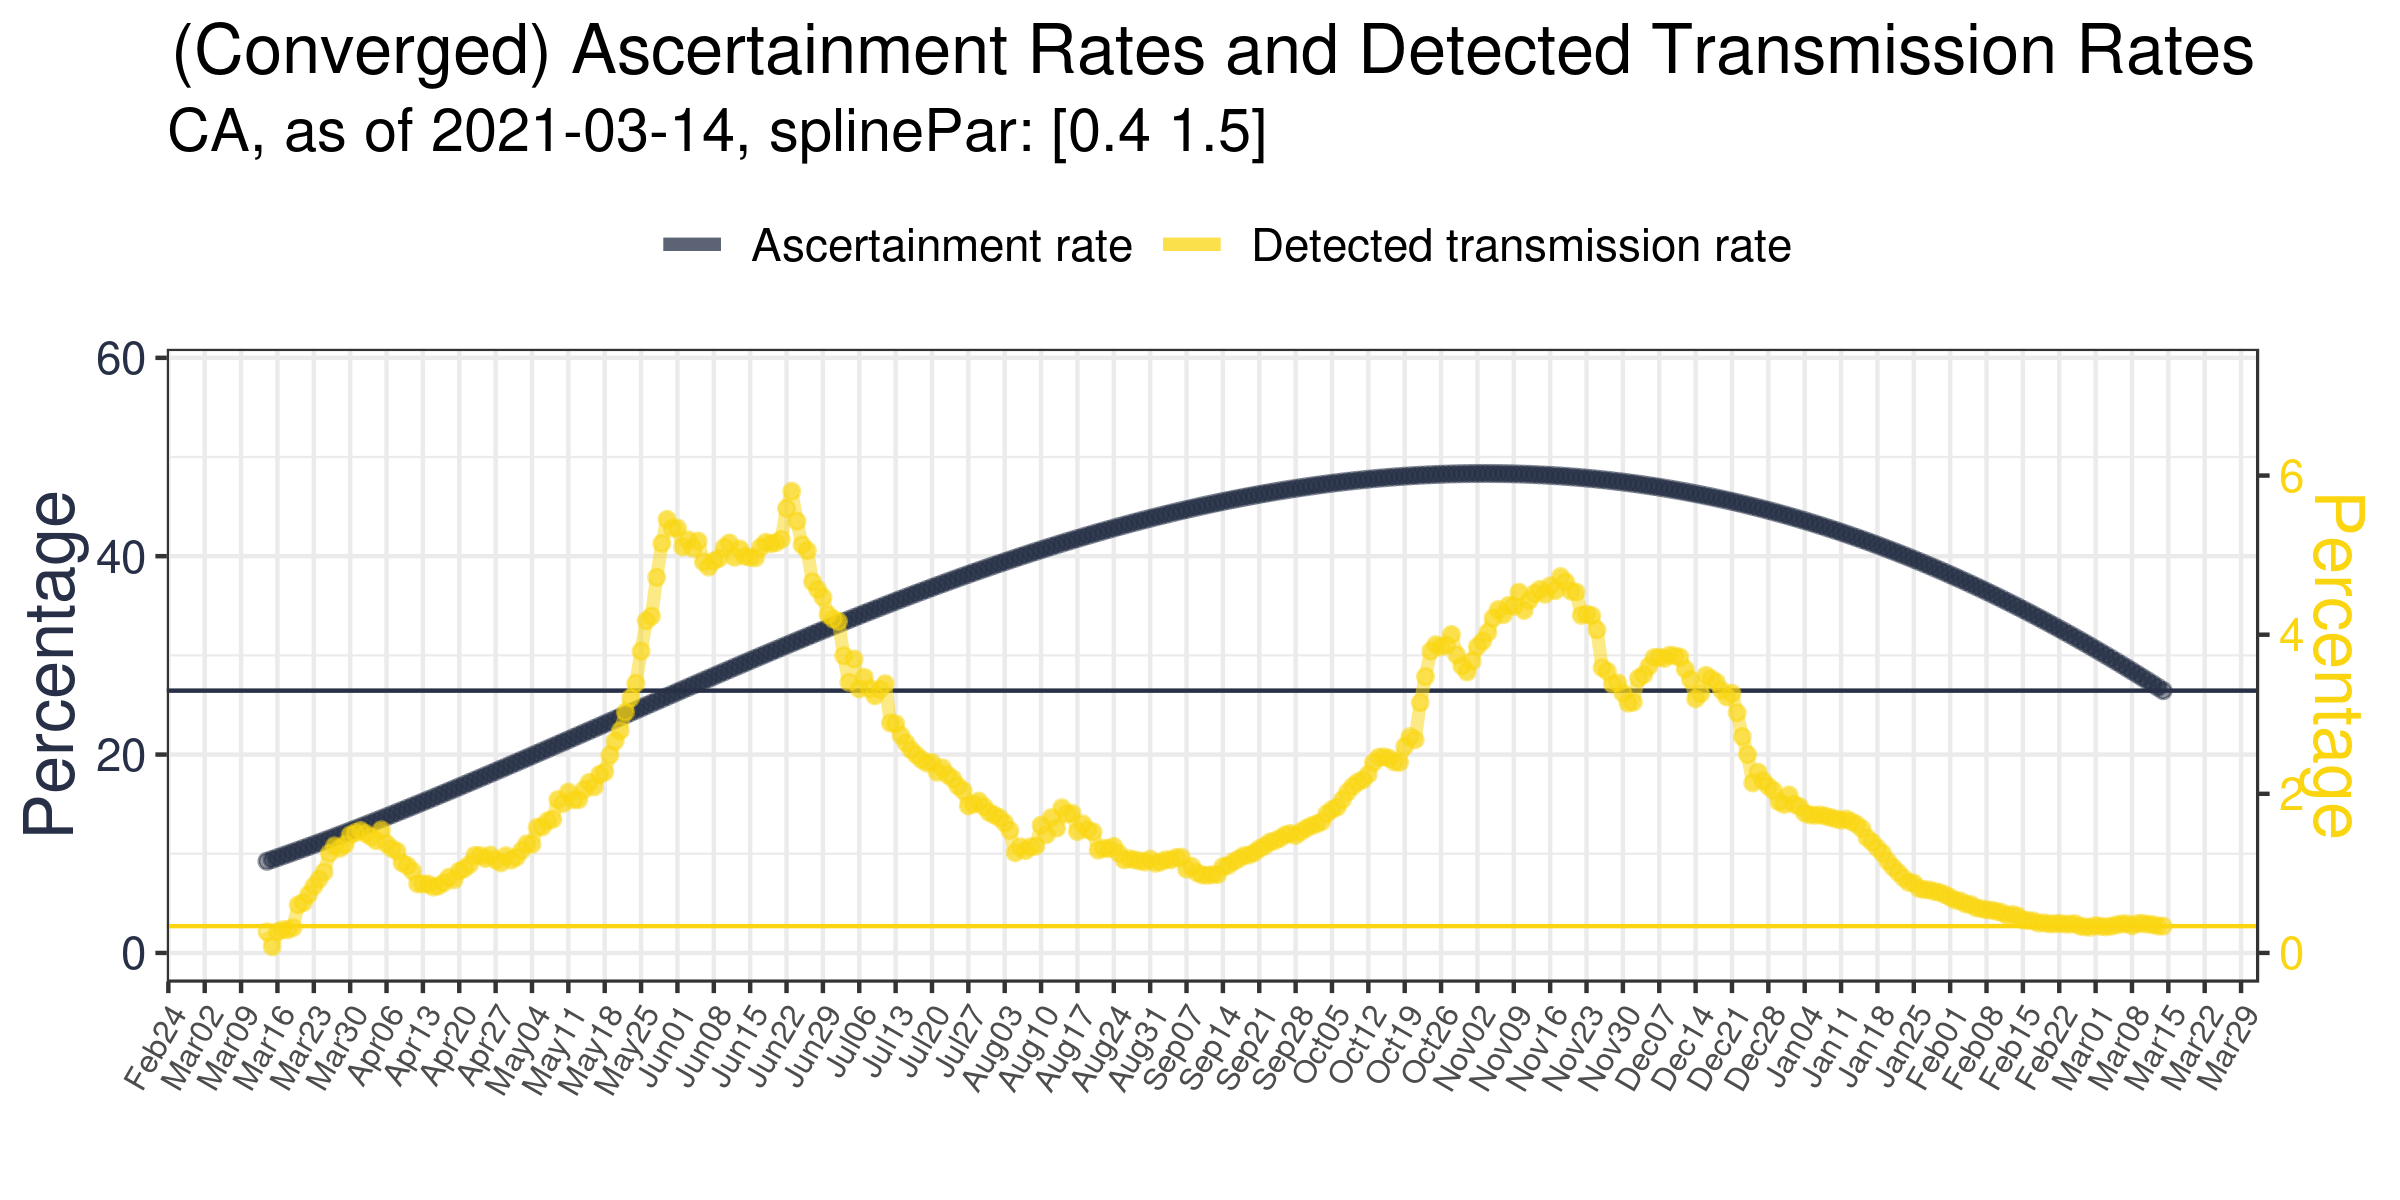 (Converged) Ascertainment Rates and Detected Transmission Rates
CA, as of 2021-03-14, splinePar: [0.4 1.5]
Ascertainment rate
Detected transmission rate
Percentage
60
40
20
0
6
4
2
0
Percentage
Feb24
Mar02
Mar09
Mar16
Mar23
Mar30
Apr06
Apr13
Apr20
Apr27
May04
May11
May18
May25
Jun01
Jun08
Jun15
Jun22
Jun29
Jul06
Jul13
Jul20
Jul27
Aug03
Aug10
Aug17
Aug24
Aug31
Sep07
Sep14
Sep21
Sep28
Oct05
Oct12
Oct19
Oct26
Nov02
Nov09
Nov16
Nov23
Nov30
Dec07
Dec14
Dec21
Dec28
Jan04
Jan11
Jan18
Jan25
Feb01
Feb08
Feb15
Feb22
Mar01
Mar08
Mar15
Mar22
Mar29